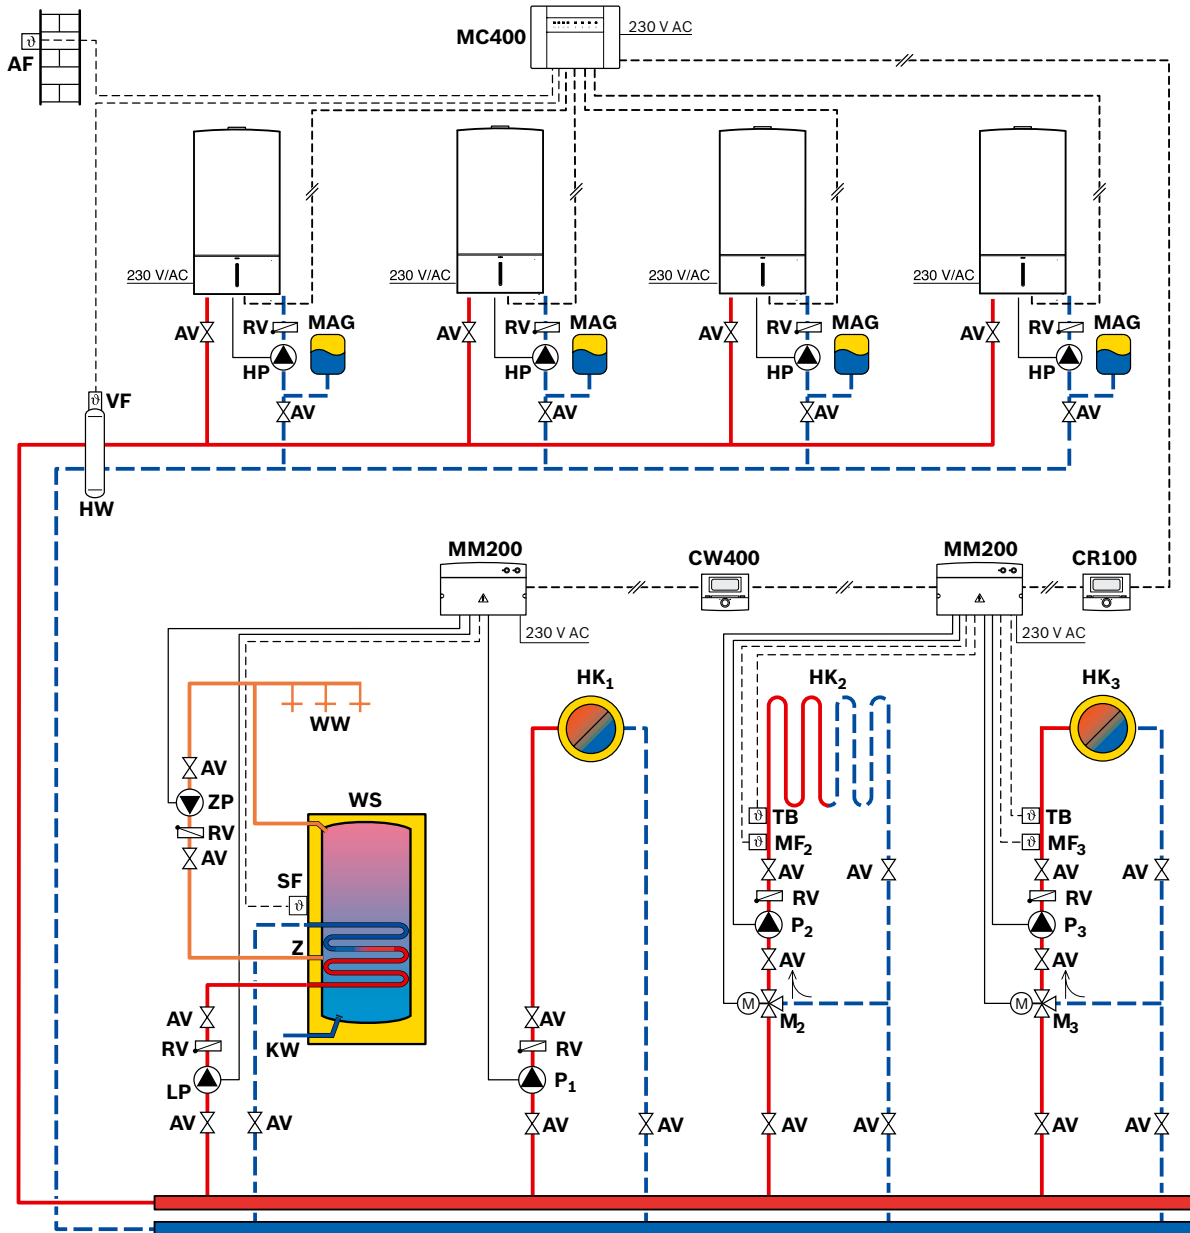 MC400 230 V AC
AF ϑ
230 V/AC 230 V/AC 230 V/AC 230 V/AC
AV RV MAG AV RV MAG AV RV MAG AV RV MAG
HP HP HP HP
ϑ VF AV AV AV AV
HW
MM200 CW400 MM200 CR100
230 V AC 230 V AC
HK1 HK2 HK3
WW
AV
ZP WS TB ϑ ϑ TB
RV ϑ MF2 ϑ MF3
AV AV AV AV AV
SF ϑ RV RV
P2 P3
Z AV AV
M M
AV AV M2 M3
RV KW RV
LP P1
AV AV AV AV AV AV AV AV